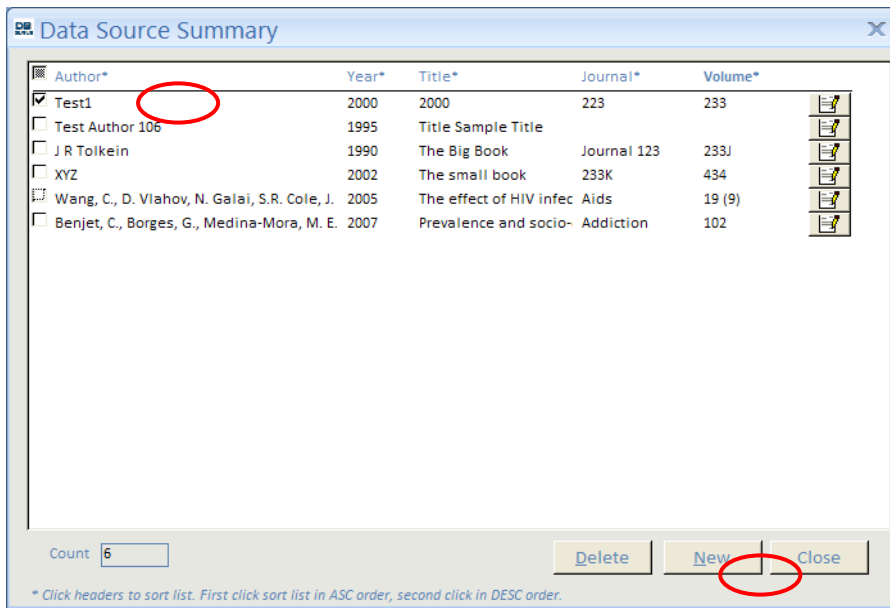 Data Source Summary
Author* Year* Title* Journal* Volume*
Test1 2000 2000 223 233
Test Author 106 1995 Title Sample Title
J R Tolkein 1990 The Big Book Journal 123 233J
XYZ 2002 The small book 233K 434
Wang, C., D. Vlahov, N. Galai, S.R. Cole, J. 2005 The effect of HIV infec Aids 19 (9)
Benjet, C., Borges, G., Medina-Mora, M. E. 2007 Prevalence and socio- Addiction 102
Count 6 Delete New Close
* Click headers to sort list. First click sort list in ASC order, second click in DESC order.